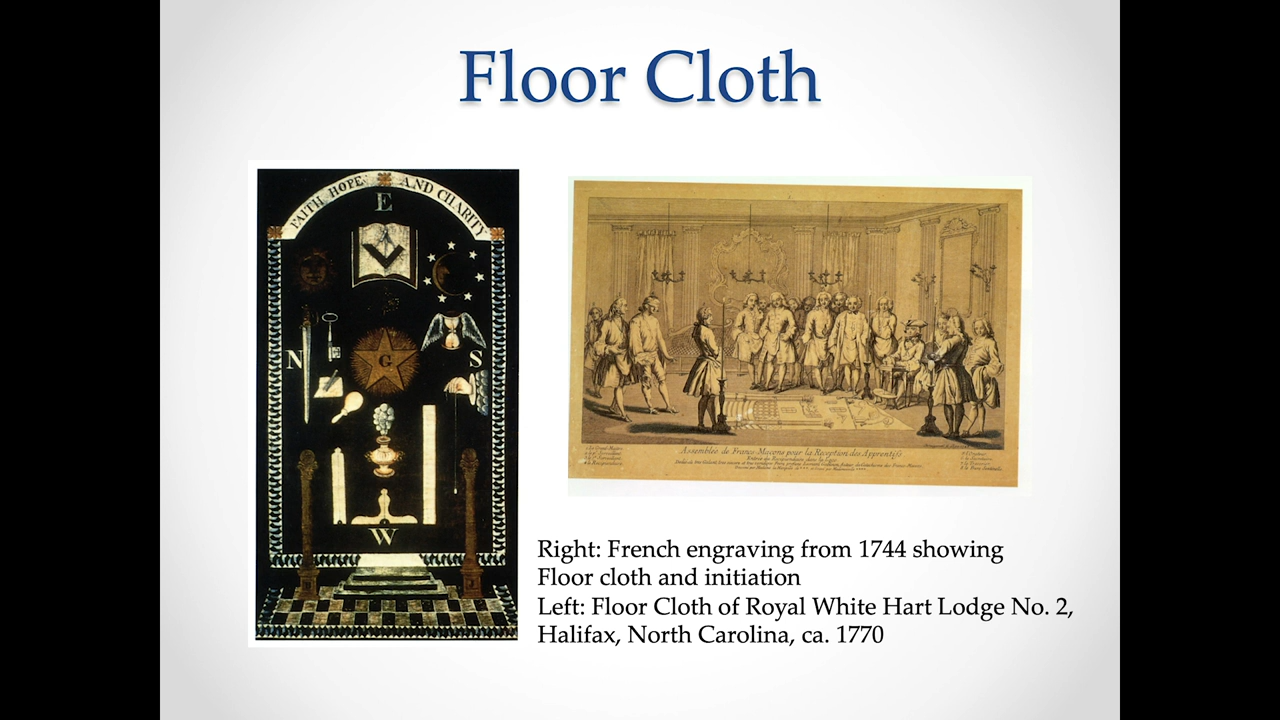 Floor Cloth
FAITH HOPE AND CHARITY
E
N
G
S
W
Assemblée de Francs-Maçons pour la Réception des Apprentifs
Right: French engraving from 1744 showing
Floor cloth and initiation
Left: Floor Cloth of Royal White Hart Lodge No. 2,
Halifax, North Carolina, ca. 1770